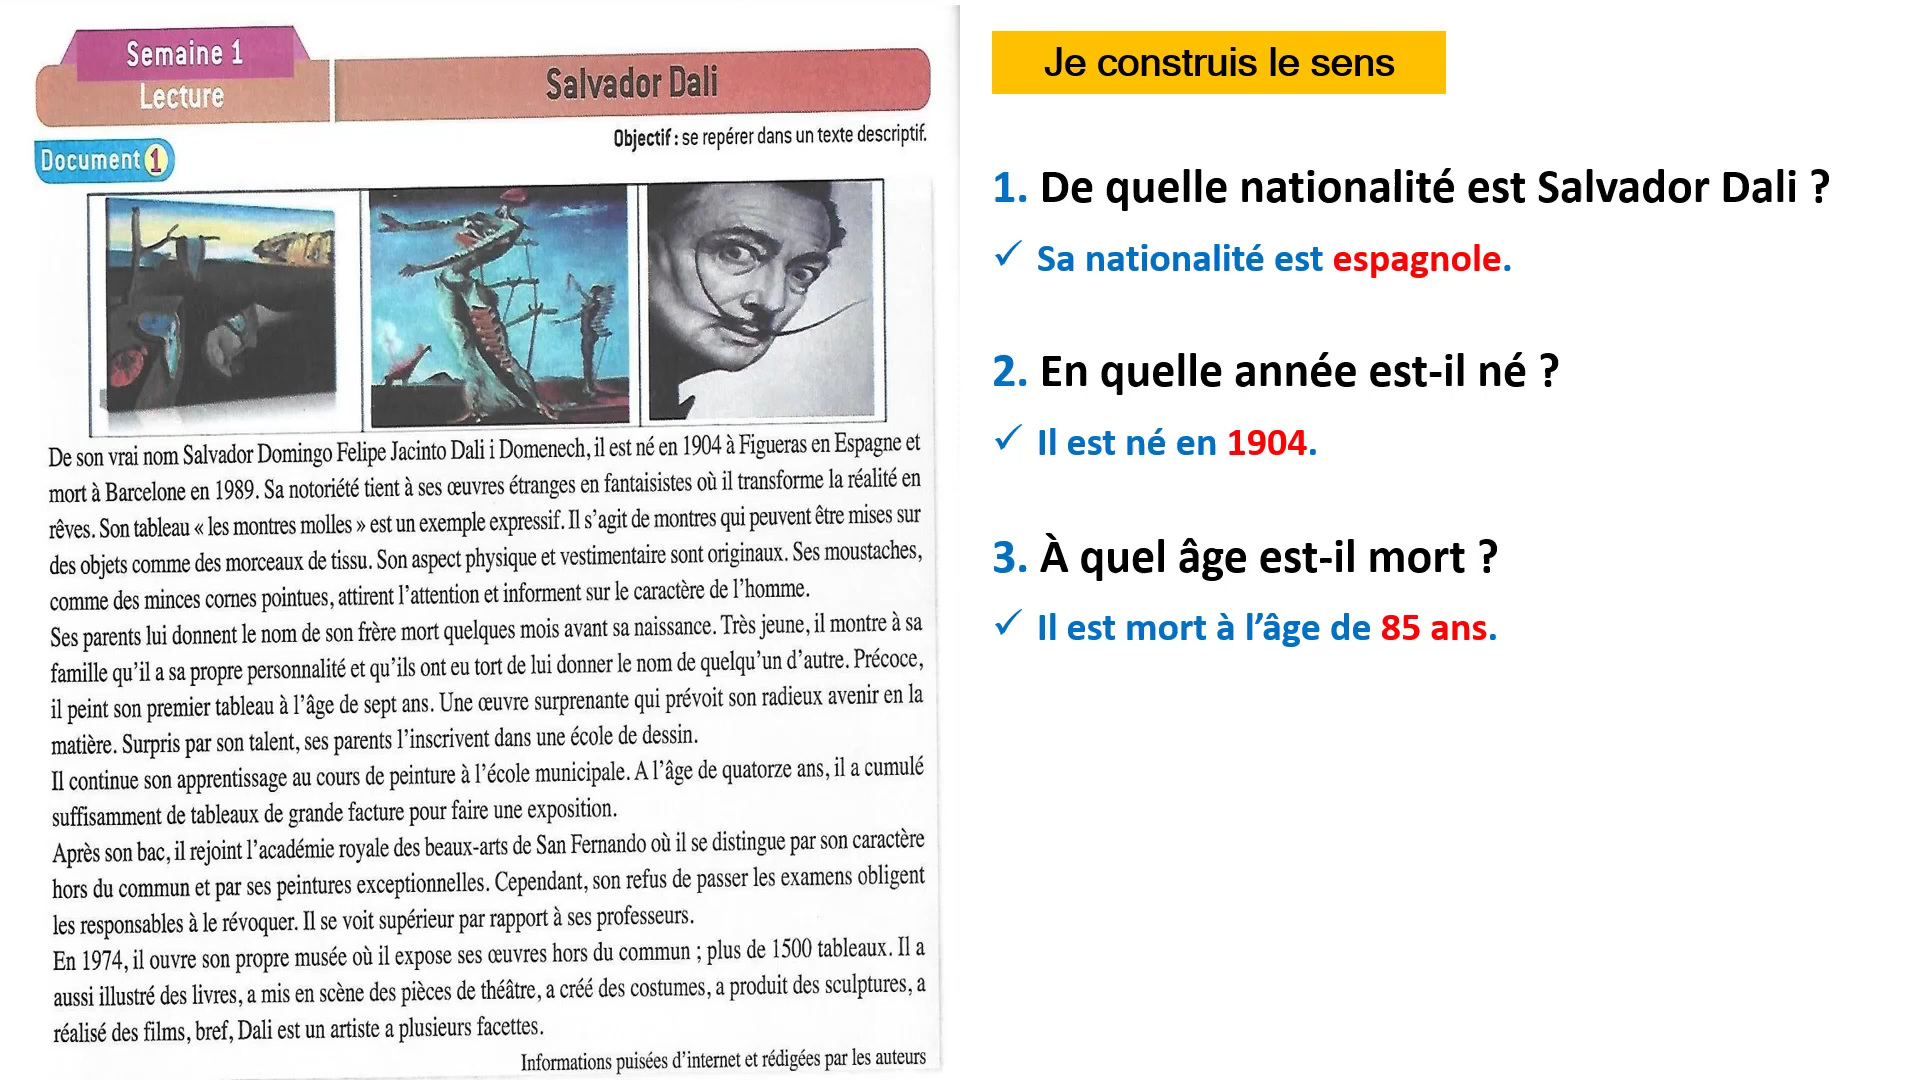 Semaine 1
Lecture
Salvador Dali
Objectif : se repérer dans un texte descriptif.
Document 1
De son vrai nom Salvador Domingo Felipe Jacinto Dali i Domenech, il est né en 1904 à Figueras en Espagne et
mort à Barcelone en 1989. Sa notoriété tient à ses œuvres étranges en fantaisistes où il transforme la réalité en
rêves. Son tableau « les montres molles » est un exemple expressif. Il s'agit de montres qui peuvent être mises sur
des objets comme des morceaux de tissu. Son aspect physique et vestimentaire sont originaux. Ses moustaches,
comme des minces cornes pointues, attirent l'attention et informent sur le caractère de l'homme.
Ses parents lui donnent le nom de son frère mort quelques mois avant sa naissance. Très jeune, il montre à sa
famille qu'il a sa propre personnalité et qu'ils ont eu tort de lui donner le nom de quelqu'un d'autre. Précoce,
il peint son premier tableau à l'âge de sept ans. Une œuvre surprenante qui prévoit son radieux avenir en la
matière. Surpris par son talent, ses parents l'inscrivent dans une école de dessin.
Il continue son apprentissage au cours de peinture à l'école municipale. A l'âge de quatorze ans, il a cumulé
suffisamment de tableaux de grande facture pour faire une exposition.
Après son bac, il rejoint l'académie royale des beaux-arts de San Fernando où il se distingue par son caractère
hors du commun et par ses peintures exceptionnelles. Cependant, son refus de passer les examens obligent
les responsables à le révoquer. Il se voit supérieur par rapport à ses professeurs.
En 1974, il ouvre son propre musée où il expose ses œuvres hors du commun ; plus de 1500 tableaux. Il a
aussi illustré des livres, a mis en scène des pièces de théâtre, a créé des costumes, a produit des sculptures, a
réalisé des films, bref, Dali est un artiste a plusieurs facettes.
Informations puisées d'internet et rédigées par les auteurs
Je construis le sens
1. De quelle nationalité est Salvador Dali ?
✓ Sa nationalité est espagnole.
2. En quelle année est-il né ?
✓ Il est né en 1904.
3. À quel âge est-il mort ?
✓ Il est mort à l'âge de 85 ans.